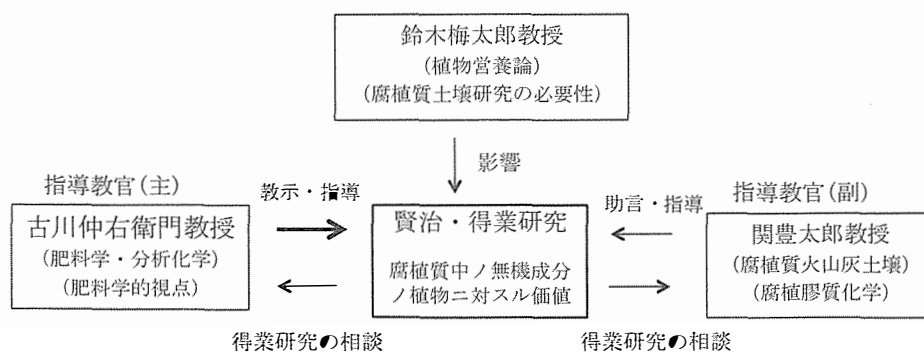 鈴木梅太郎教授
(植物営養論)
(腐植質土壌研究の必要性)
影響
指導教官(主)
教示・指導
助言・指導
指導教官(副)
古川仲右衛門教授
(肥料学・分析化学)
(肥料学的視点)
賢治・得業研究
腐植質中ノ無機成分
ノ植物ニ対スル価値
関豊太郎教授
(腐植質火山灰土壌)
(腐植膠質化学)
得業研究の相談
得業研究の相談